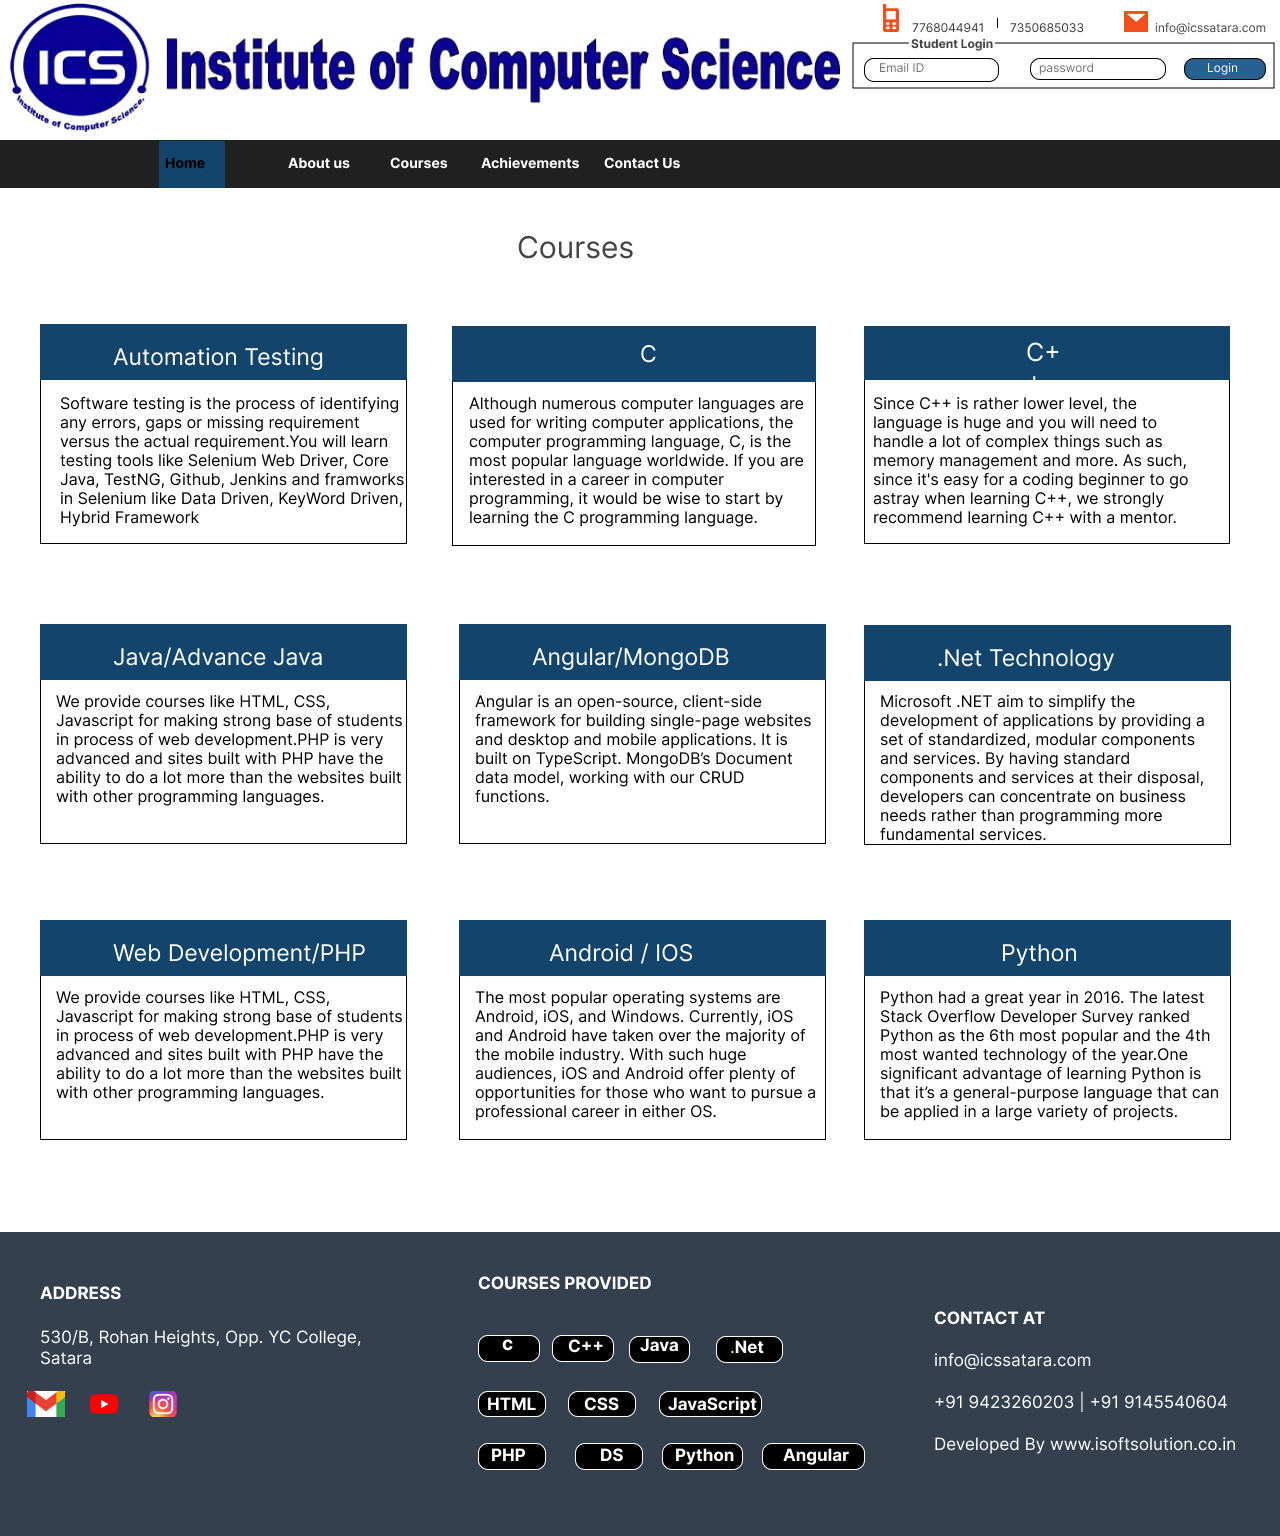 ICS
Institute of Computer Science.
Institute of Computer Science
7768044941 | 7350685033
info@icssatara.com
Student Login
Email ID
password
Login
Home
About us
Courses
Achievements
Contact Us
Courses
Automation Testing
Software testing is the process of identifying
any errors, gaps or missing requirement
versus the actual requirement.You will learn
testing tools like Selenium Web Driver, Core
Java, TestNG, Github, Jenkins and framworks
in Selenium like Data Driven, KeyWord Driven,
Hybrid Framework
C
Although numerous computer languages are
used for writing computer applications, the
computer programming language, C, is the
most popular language worldwide. If you are
interested in a career in computer
programming, it would be wise to start by
learning the C programming language.
C+
Since C++ is rather lower level, the
language is huge and you will need to
handle a lot of complex things such as
memory management and more. As such,
since it's easy for a coding beginner to go
astray when learning C++, we strongly
recommend learning C++ with a mentor.
Java/Advance Java
We provide courses like HTML, CSS,
Javascript for making strong base of students
in process of web development.PHP is very
advanced and sites built with PHP have the
ability to do a lot more than the websites built
with other programming languages.
Angular/MongoDB
Angular is an open-source, client-side
framework for building single-page websites
and desktop and mobile applications. It is
built on TypeScript. MongoDB’s Document
data model, working with our CRUD
functions.
.Net Technology
Microsoft .NET aim to simplify the
development of applications by providing a
set of standardized, modular components
and services. By having standard
components and services at their disposal,
developers can concentrate on business
needs rather than programming more
fundamental services.
Web Development/PHP
We provide courses like HTML, CSS,
Javascript for making strong base of students
in process of web development.PHP is very
advanced and sites built with PHP have the
ability to do a lot more than the websites built
with other programming languages.
Android / IOS
The most popular operating systems are
Android, iOS, and Windows. Currently, iOS
and Android have taken over the majority of
the mobile industry. With such huge
audiences, iOS and Android offer plenty of
opportunities for those who want to pursue a
professional career in either OS.
Python
Python had a great year in 2016. The latest
Stack Overflow Developer Survey ranked
Python as the 6th most popular and the 4th
most wanted technology of the year.One
significant advantage of learning Python is
that it’s a general-purpose language that can
be applied in a large variety of projects.
ADDRESS
530/B, Rohan Heights, Opp. YC College,
Satara
COURSES PROVIDED
c
C++
Java
.Net
HTML
CSS
JavaScript
PHP
DS
Python
Angular
CONTACT AT
info@icssatara.com
+91 9423260203 | +91 9145540604
Developed By www.isoftsolution.co.in